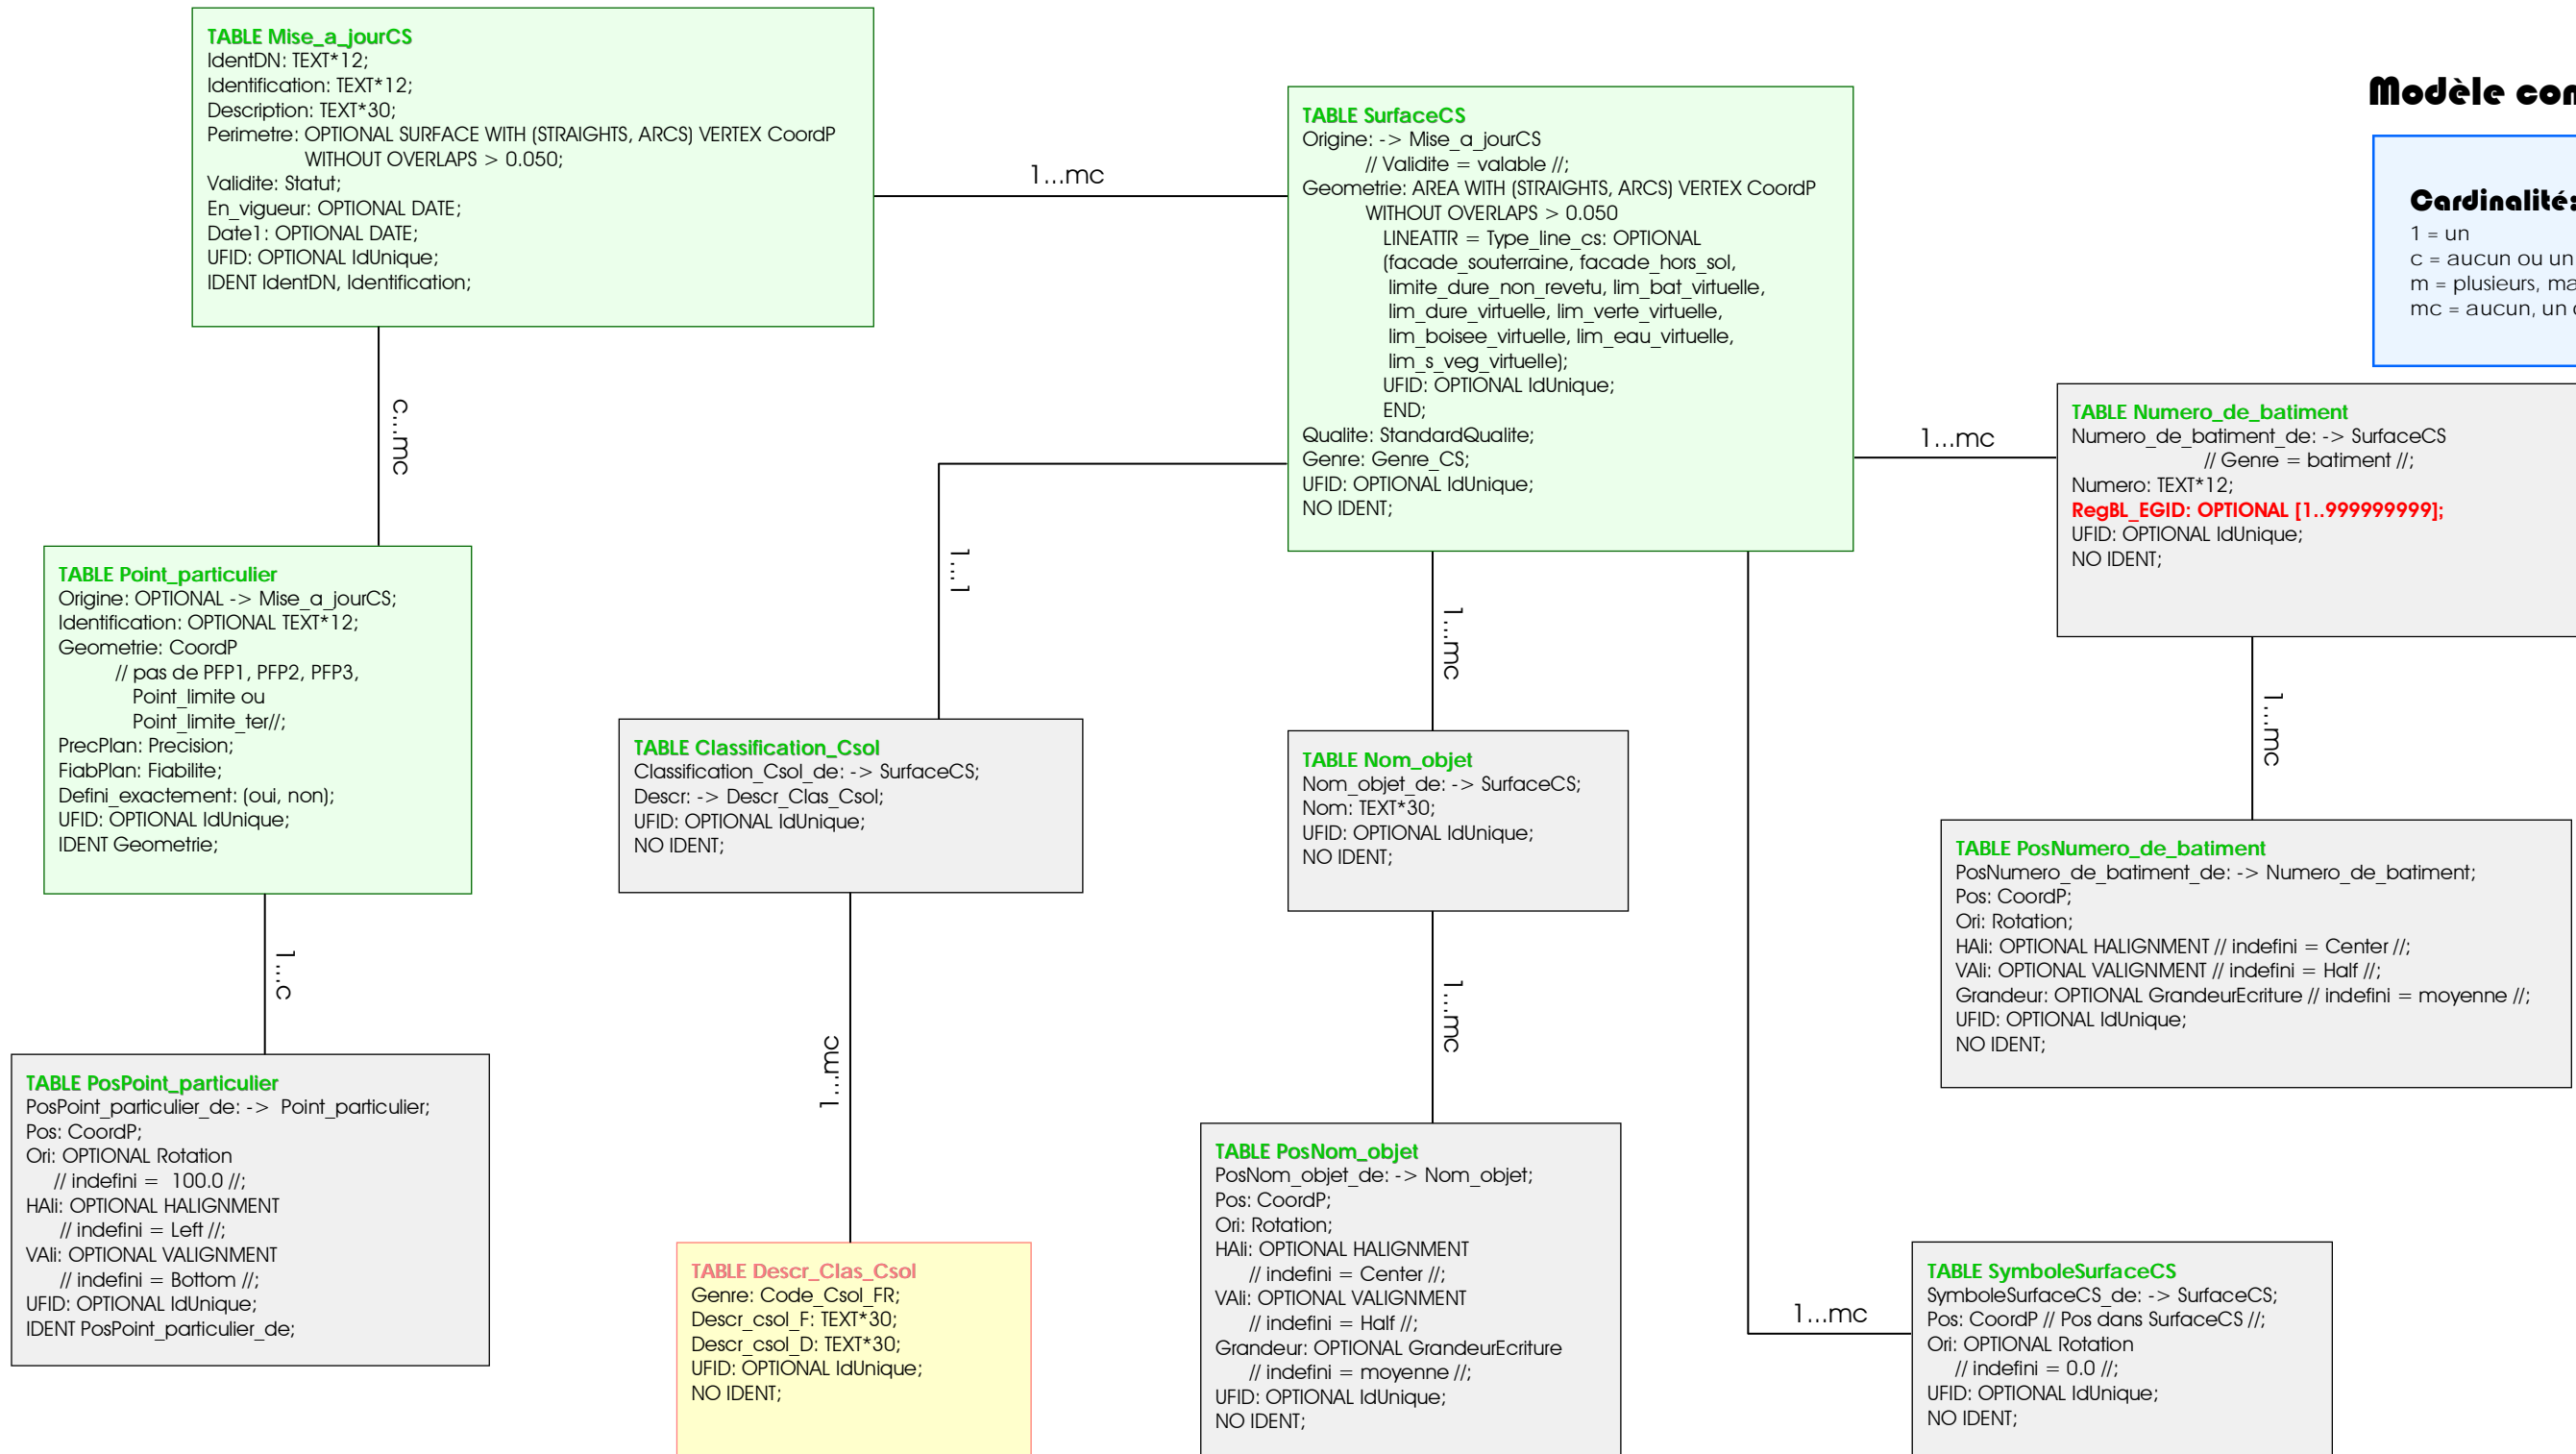 TABLE Mise_a_jourCS
IdentDN: TEXT*12;
Identification: TEXT*12;
Description: TEXT*30;
Perimetre: OPTIONAL SURFACE WITH (STRAIGHTS, ARCS) VERTEX CoordP
WITHOUT OVERLAPS > 0.050;
Validite: Statut;
En_vigueur: OPTIONAL DATE;
Date1: OPTIONAL DATE;
UFID: OPTIONAL IdUnique;
IDENT IdentDN, Identification;
1...mc
TABLE SurfaceCS
Origine: -> Mise_a_jourCS
// Validite = valable //;
Geometrie: AREA WITH (STRAIGHTS, ARCS) VERTEX CoordP
WITHOUT OVERLAPS > 0.050
LINEATTR = Type_line_cs: OPTIONAL
(facade_souterraine, facade_hors_sol,
limite_dure_non_revetu, lim_bat_virtuelle,
lim_dure_virtuelle, lim_verte_virtuelle,
lim_boisee_virtuelle, lim_eau_virtuelle,
lim_s_veg_virtuelle);
UFID: OPTIONAL IdUnique;
END;
Qualite: StandardQualite;
Genre: Genre_CS;
UFID: OPTIONAL IdUnique;
NO IDENT;
Modèle
Cardinalité:
1 = un
c = aucun ou un
m = plusieurs,
mc = aucun, un
1...mc
TABLE Numero_de_batiment
Numero_de_batiment_de: -> SurfaceCS
// Genre = batiment //;
Numero: TEXT*12;
RegBL_EGID: OPTIONAL [1..999999999];
UFID: OPTIONAL IdUnique;
NO IDENT;
c...mc
1...1
1...mc
1...mc
TABLE Point_particulier
Origine: OPTIONAL -> Mise_a_jourCS;
Identification: OPTIONAL TEXT*12;
Geometrie: CoordP
// pas de PFP1, PFP2, PFP3,
Point_limite ou
Point_limite_ter//;
PrecPlan: Precision;
FiabPlan: Fiabilite;
Defini_exactement: (oui, non);
UFID: OPTIONAL IdUnique;
IDENT Geometrie;
TABLE Classification_Csol
Classification_Csol_de: -> SurfaceCS;
Descr: -> Descr_Clas_Csol;
UFID: OPTIONAL IdUnique;
NO IDENT;
TABLE Nom_objet
Nom_objet_de: -> SurfaceCS;
Nom: TEXT*30;
UFID: OPTIONAL IdUnique;
NO IDENT;
TABLE PosNumero_de_batiment
PosNumero_de_batiment_de: -> Numero_de_batiment;
Pos: CoordP;
Ori: Rotation;
HAli: OPTIONAL HALIGNMENT // indefini = Center //;
VAli: OPTIONAL VALIGNMENT // indefini = Half //;
Grandeur: OPTIONAL GrandeurEcriture // indefini = moyenne //;
UFID: OPTIONAL IdUnique;
NO IDENT;
1...c
1...mc
1...mc
TABLE PosPoint_particulier
PosPoint_particulier_de: -> Point_particulier;
Pos: CoordP;
Ori: OPTIONAL Rotation
// indefini = 100.0 //;
HAli: OPTIONAL HALIGNMENT
// indefini = Left //;
VAli: OPTIONAL VALIGNMENT
// indefini = Bottom //;
UFID: OPTIONAL IdUnique;
IDENT PosPoint_particulier_de;
TABLE Descr_Clas_Csol
Genre: Code_Csol_FR;
Descr_csol_F: TEXT*30;
Descr_csol_D: TEXT*30;
UFID: OPTIONAL IdUnique;
NO IDENT;
TABLE PosNom_objet
PosNom_objet_de: -> Nom_objet;
Pos: CoordP;
Ori: Rotation;
HAli: OPTIONAL HALIGNMENT
// indefini = Center //;
VAli: OPTIONAL VALIGNMENT
// indefini = Half //;
Grandeur: OPTIONAL GrandeurEcriture
// indefini = moyenne //;
UFID: OPTIONAL IdUnique;
NO IDENT;
1...mc
TABLE SymboleSurfaceCS
SymboleSurfaceCS_de: -> SurfaceCS;
Pos: CoordP // Pos dans SurfaceCS //;
Ori: OPTIONAL Rotation
// indefini = 0.0 //;
UFID: OPTIONAL IdUnique;
NO IDENT;